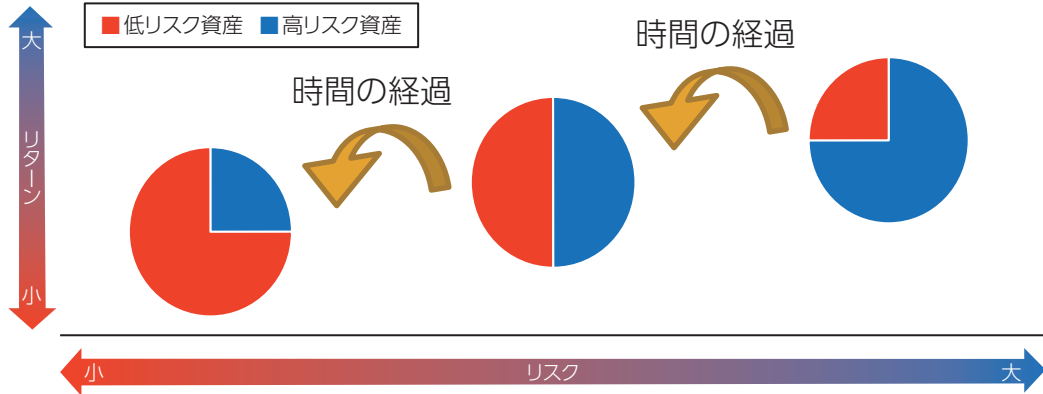 大
低リスク資産 高リスク資産
時間の経過
時間の経過
リターン
小
小 リスク 大